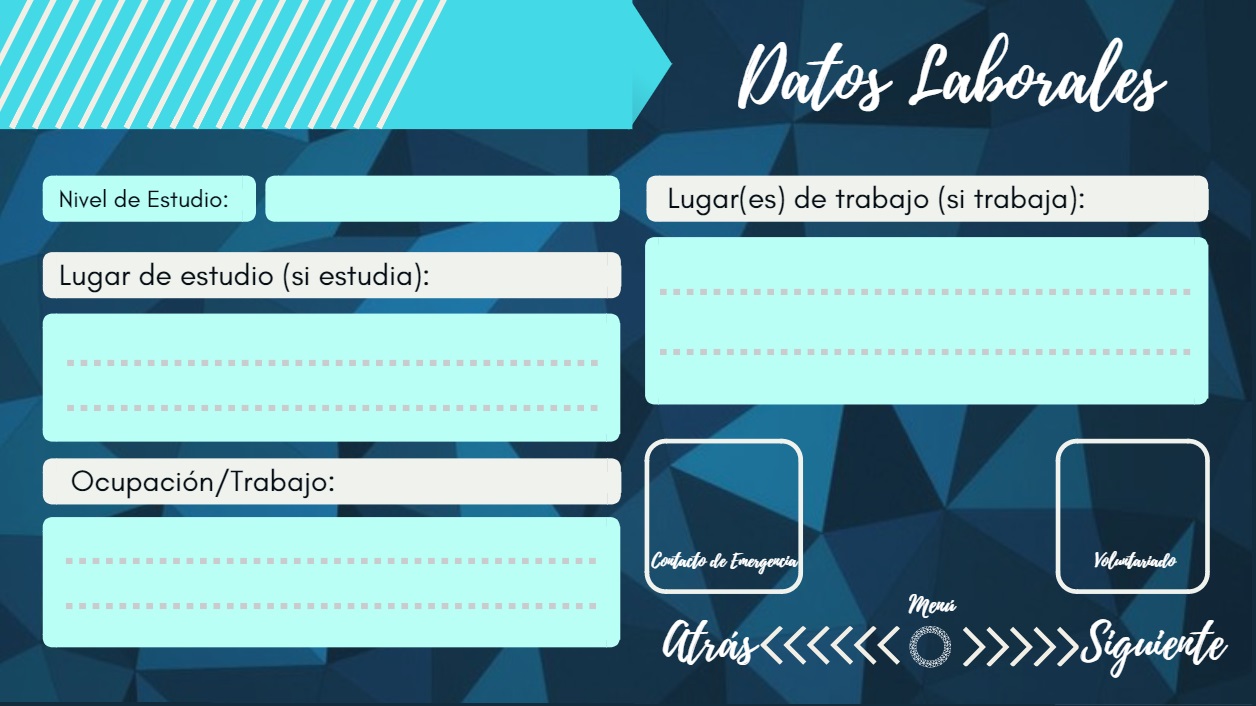 Datos Laborales
Nivel de Estudio:
Lugar de estudio (si estudia):
Ocupación/Trabajo:
Lugar(es) de trabajo (si trabaja):
Contacto de Emergencia
Voluntariado
Menú
Atrás
Siguiente